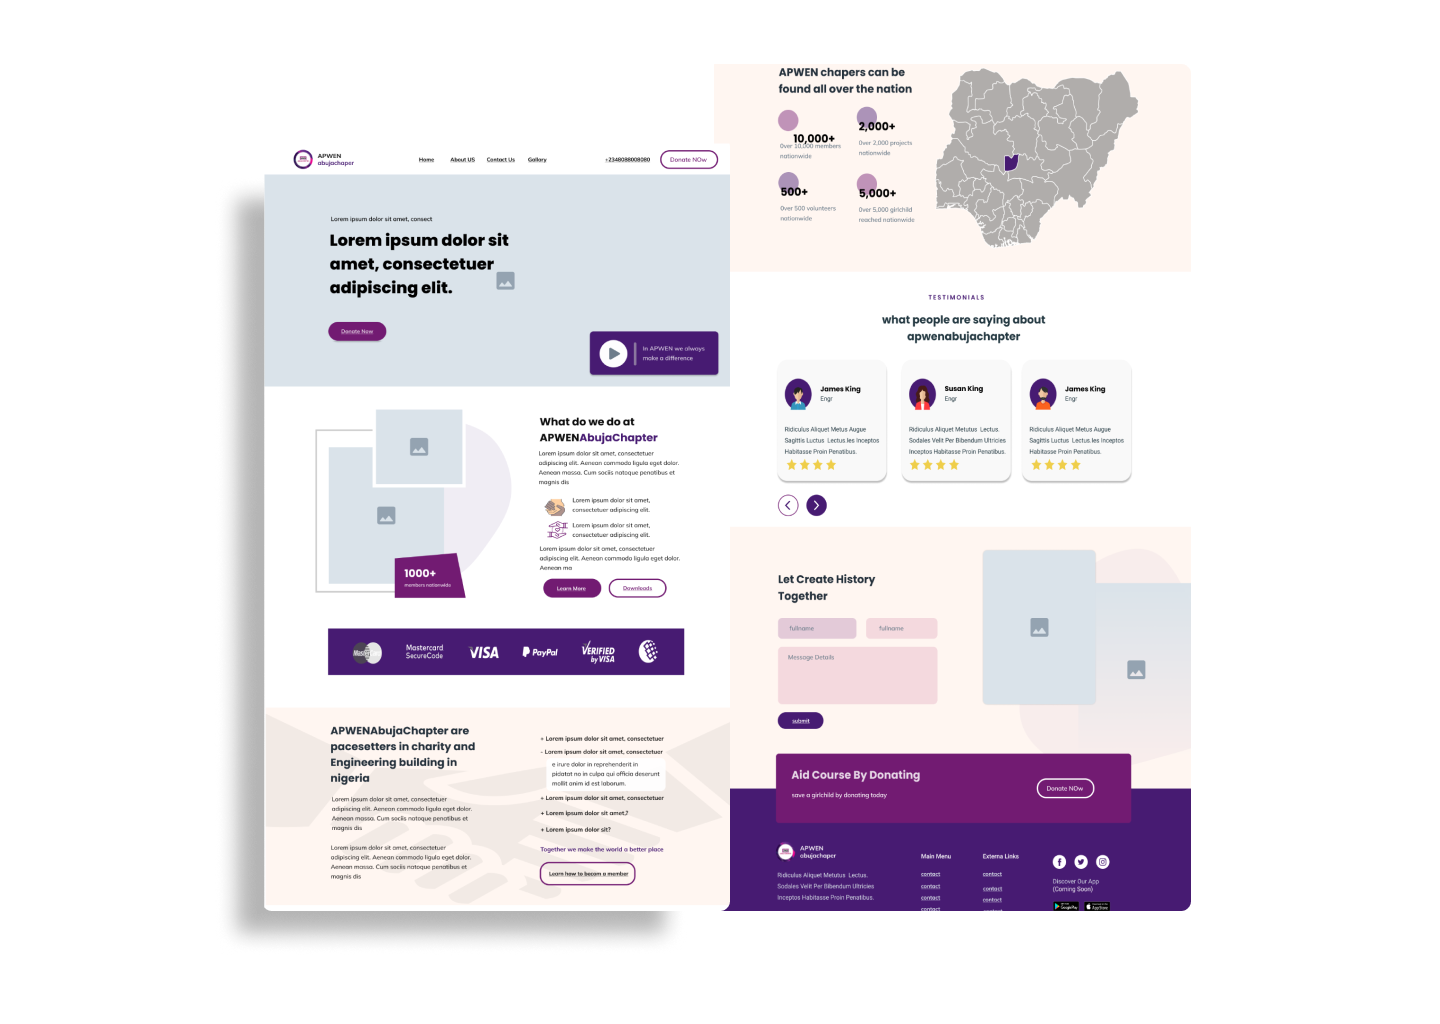 APWEN
abujachaper
Home
About US
Contact Us
Gallary
+2348088008080
Donate NOw
Lorem ipsum dolor sit amet, consect
Lorem ipsum dolor sit
amet, consectetuer
adipiscing elit.
Donate Now
In APWEN we always
make a difference
What do we do at
APWENAbujaChapter
Lorem ipsum dolor sit amet, consectetuer
adipiscing elit. Aenean commodo ligula eget dolor.
Aenean massa. Cum sociis natoque penatibus et
magnis dis
Lorem ipsum dolor sit amet,
consectetuer adipiscing elit.
Lorem ipsum dolor sit amet,
consectetuer adipiscing elit.
Lorem ipsum dolor sit amet, consectetuer
adipiscing elit. Aenean commodo ligula eget dolor.
Aenean ma
1000+
members nationwide
Learn More
Downloads
MasterCard
Mastercard
SecureCode
VISA
PayPal
VERIFIED
by VISA
APWENAbujaChapter are
pacesetters in charity and
Engineering building in
nigeria
Lorem ipsum dolor sit amet, consectetuer
adipiscing elit. Aenean commodo ligula eget dolor.
Aenean massa. Cum sociis natoque penatibus et
magnis dis
Lorem ipsum dolor sit amet, consectetuer
adipiscing elit. Aenean commodo ligula eget dolor.
Aenean massa. Cum sociis natoque penatibus et
magnis dis
+ Lorem ipsum dolor sit amet, consectetuer
- Lorem ipsum dolor sit amet, consectetuer
e irure dolor in reprehenderit in
pidatat no in culpa qui officia deserunt
mollit anim id est laborum.
+ Lorem ipsum dolor sit amet, consectetuer
+ Lorem ipsum dolor sit amet,?
+ Lorem ipsum dolor sit?
Together we make the world a better place
Learn how to becom a member
APWEN chapers can be
found all over the nation
10,000+
Over 10,000 members
nationwide
2,000+
Over 2,000 projects
nationwide
500+
Over 500 volunteers
nationwide
5,000+
Over 5,000 girlchild
reached nationwide
TESTIMONIALS
what people are saying about
apwenabujachapter
James King
Engr
Ridiculus Aliquet Metus Augue
Sagittis Luctus Lectus.les Inceptos
Habitasse Proin Penatibus.
Susan King
Engr
Ridiculus Aliquet Metutus Lectus.
Sodales Velit Per Bibendum Ultricies
Inceptos Habitasse Proin Penatibus.
James King
Engr
Ridiculus Aliquet Metus Augue
Sagittis Luctus Lectus.les Inceptos
Habitasse Proin Penatibus.
Let Create History
Together
fullname
fullname
Message Details
submit
Aid Course By Donating
save a girlchild by donating today
Donate NOw
APWEN
abujachaper
Ridiculus Aliquet Metutus Lectus.
Sodales Velit Per Bibendum Ultricies
Inceptos Habitasse Proin Penatibus.
Main Menu
contact
contact
contact
contact
Externa Links
contact
contact
contact
contact
Discover Our App
(Coming Soon)
Google Play
App Store